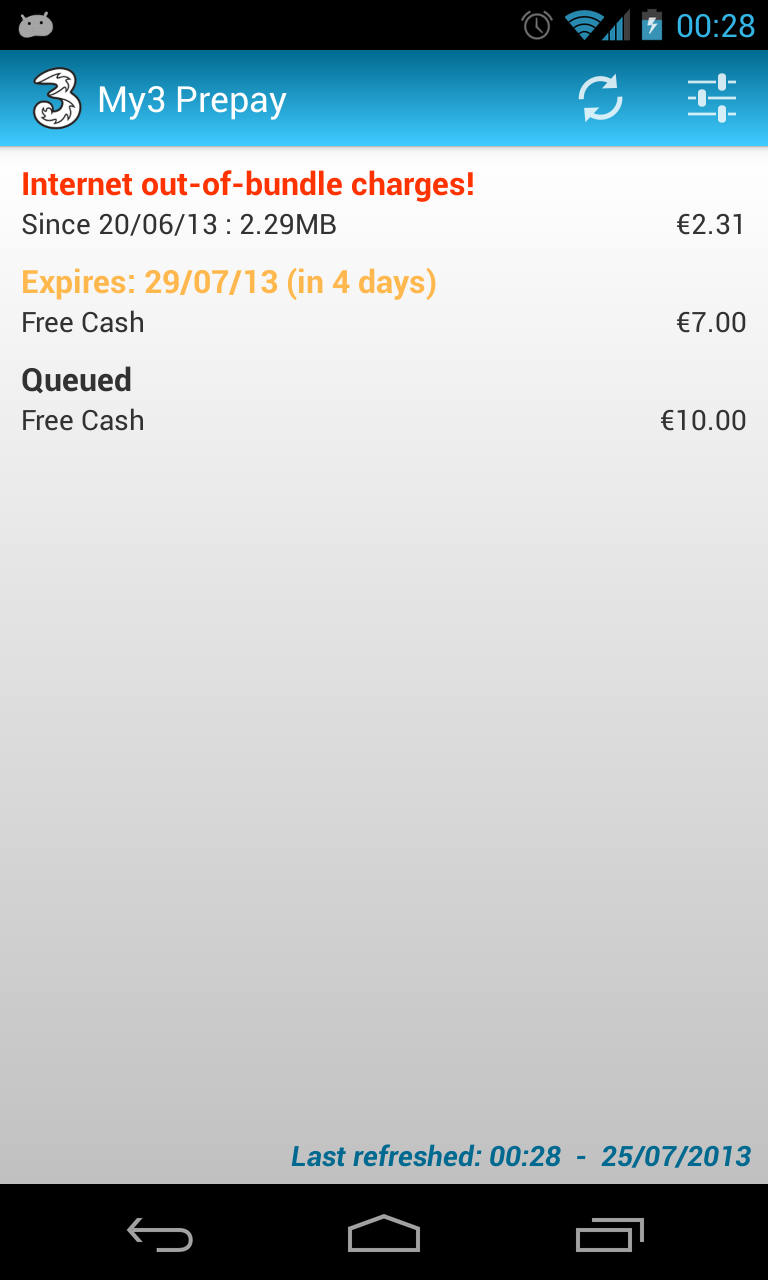 00:28
3 My3 Prepay
Internet out-of-bundle charges!
Since 20/06/13 : 2.29MB €2.31
Expires: 29/07/13 (in 4 days)
Free Cash €7.00
Queued
Free Cash €10.00
Last refreshed: 00:28 - 25/07/2013